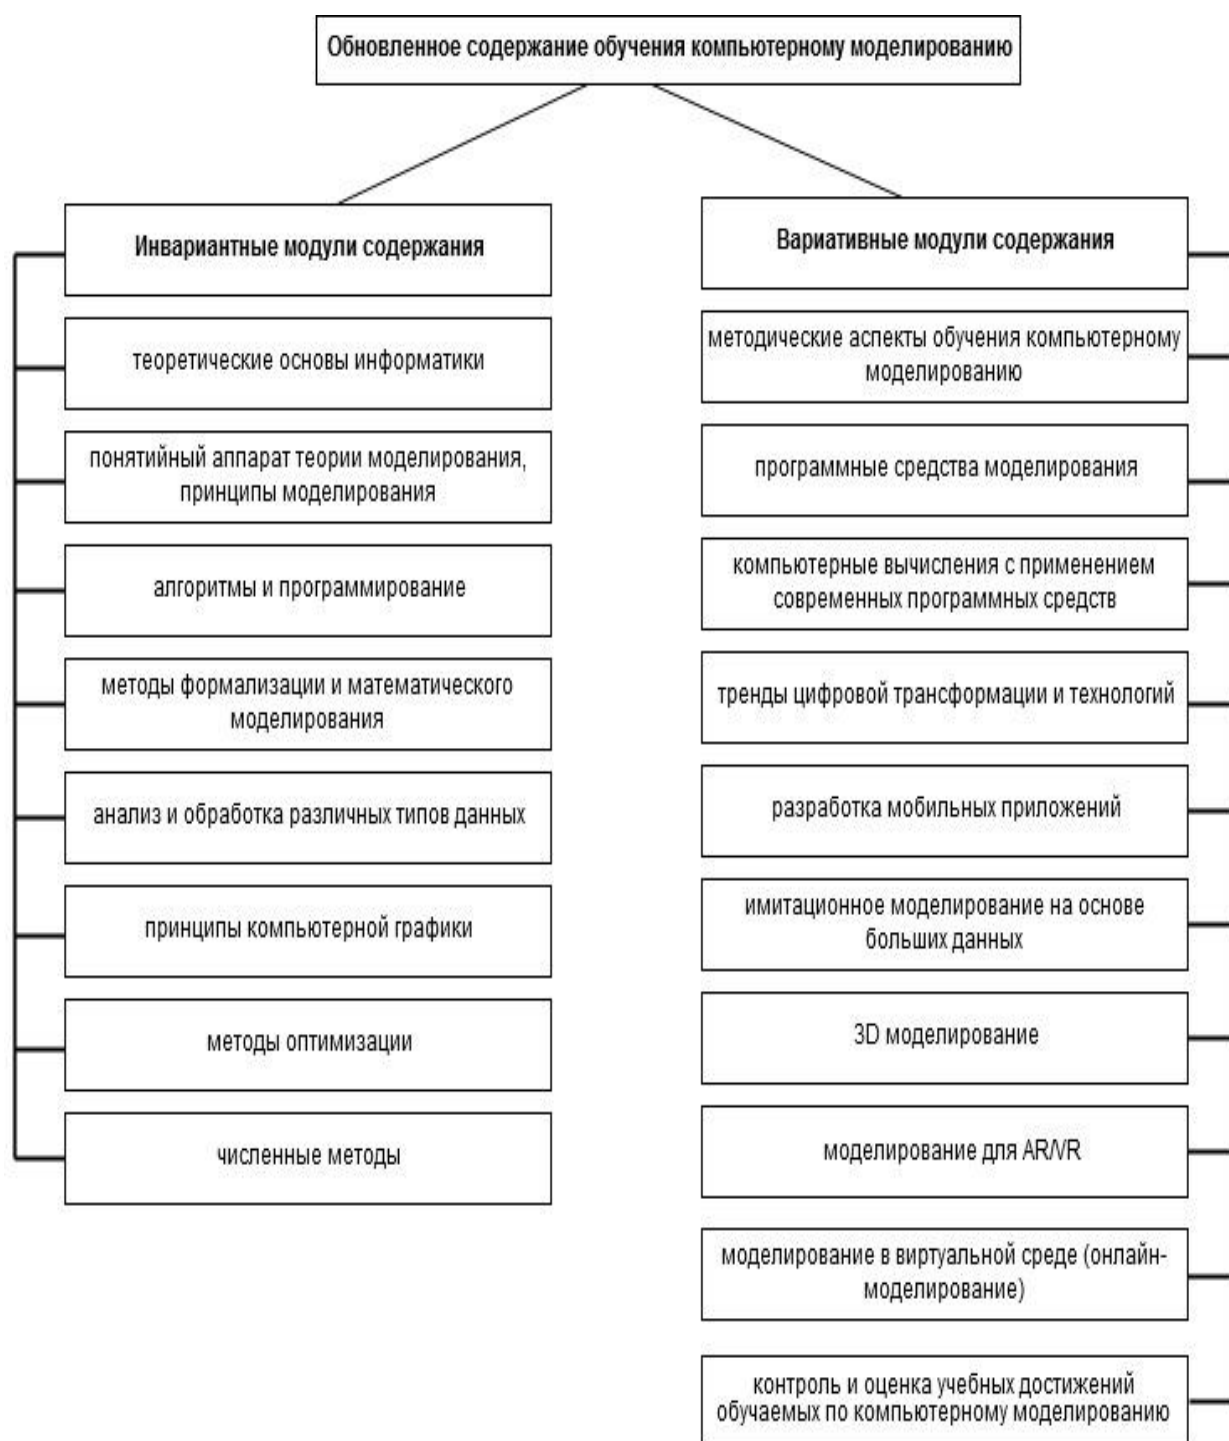 Обновленное содержание обучения компьютерному моделированию
Инвариантные модули содержания
теоретические основы информатики
понятийный аппарат теории моделирования,
принципы моделирования
алгоритмы и программирование
методы формализации и математического
моделирования
анализ и обработка различных типов данных
принципы компьютерной графики
методы оптимизации
численные методы
Вариативные модули содержания
методические аспекты обучения компьютерному
моделированию
программные средства моделирования
компьютерные вычисления с применением
современных программных средств
тренды цифровой трансформации и технологий
разработка мобильных приложений
имитационное моделирование на основе
больших данных
3D моделирование
моделирование для AR/VR
моделирование в виртуальной среде (онлайн-
моделирование)
контроль и оценка учебных достижений
обучаемых по компьютерному моделированию